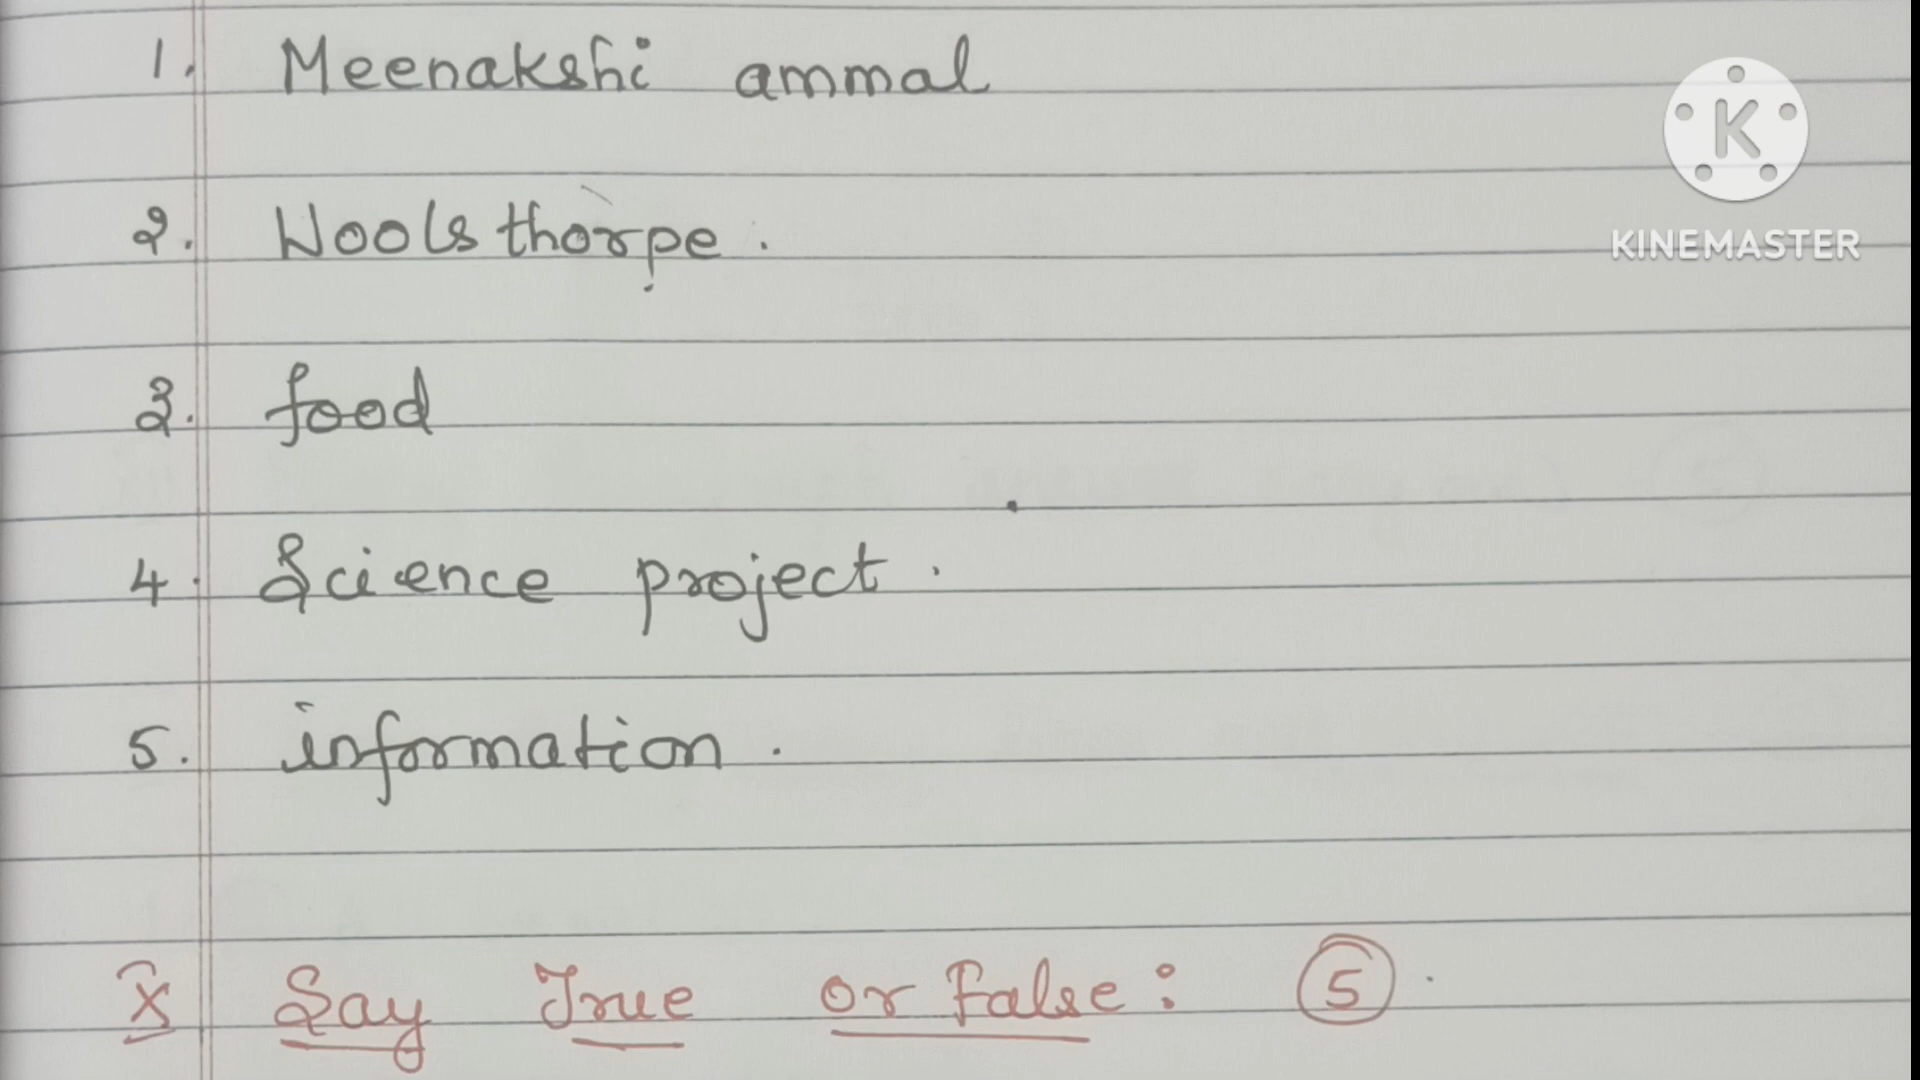 1. Meenakshi ammal
K
KINEMASTER
2. Woolsthorpe.
3. food
4. Science project.
5. information.
X Say True or False: 5